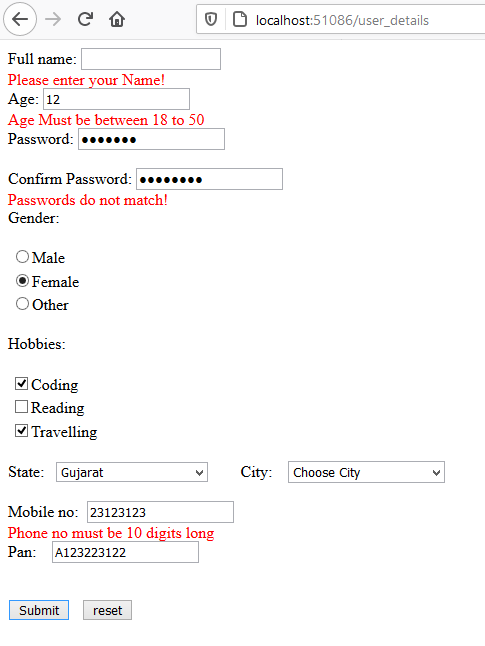 localhost:51086/user_details
Full name:
Please enter your Name!
Age: 12
Age Must be between 18 to 50
Password: ●●●●●●●
Confirm Password: ●●●●●●●●
Passwords do not match!
Gender:
Male
Female
Other
Hobbies:
Coding
Reading
Travelling
State: Gujarat City: Choose City
Mobile no: 23123123
Phone no must be 10 digits long
Pan: A123223122
Submit reset